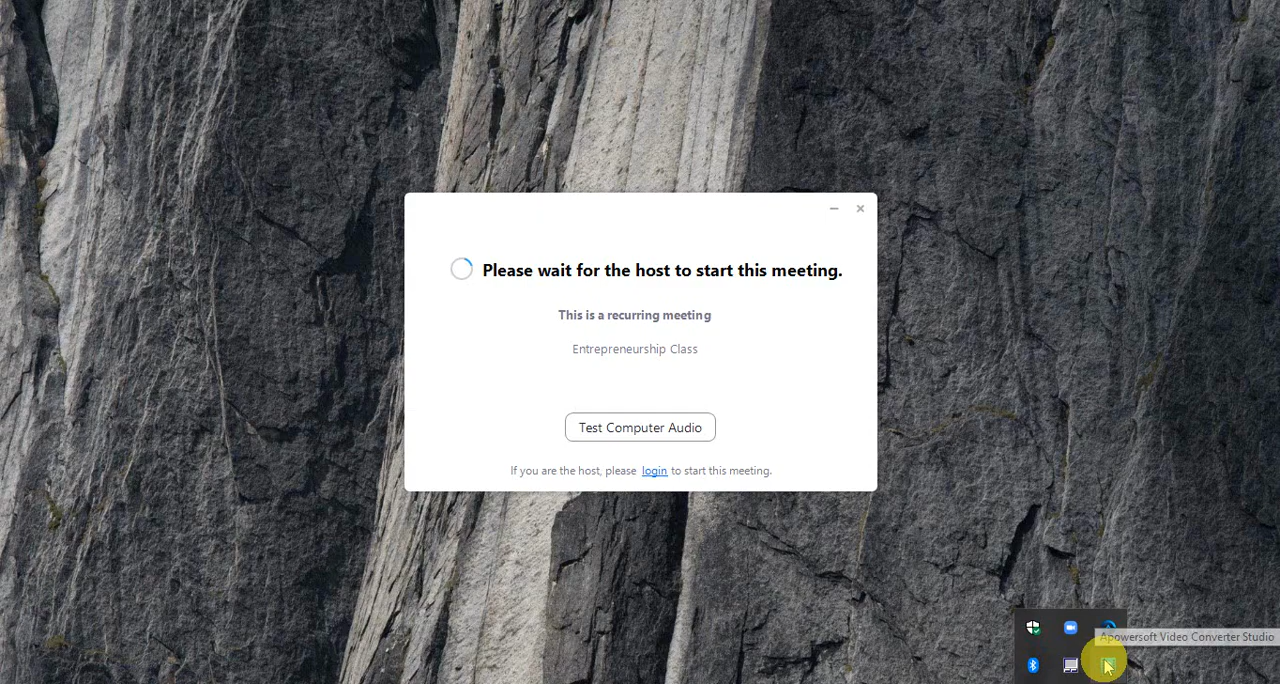 Please wait for the host to start this meeting.
This is a recurring meeting
Entrepreneurship Class
Test Computer Audio
If you are the host, please login to start this meeting.
Apowersoft Video Converter Studio